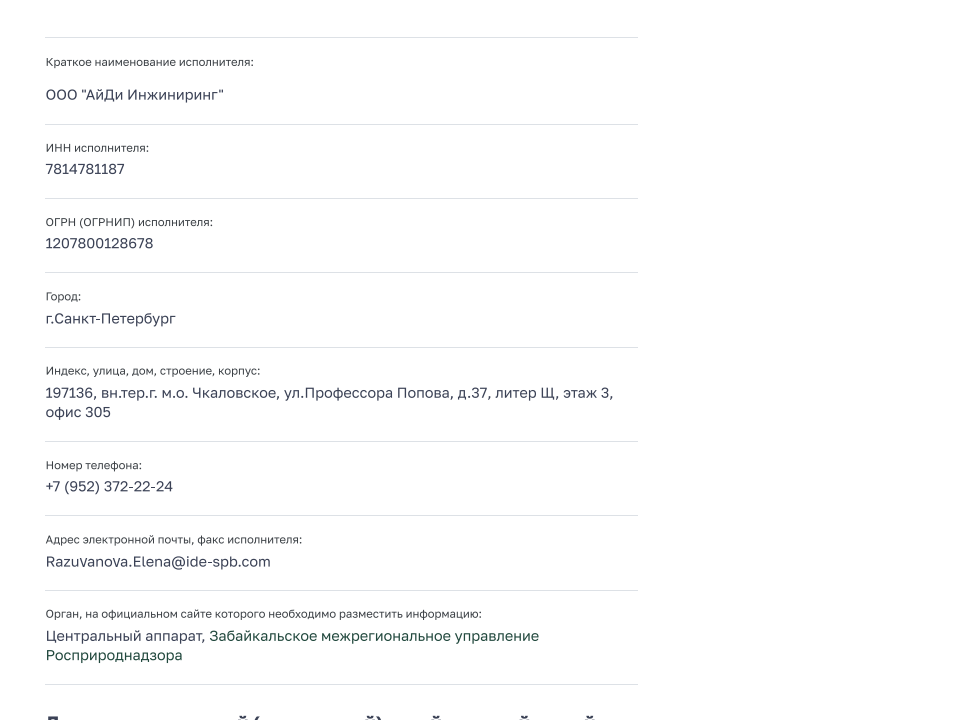 Краткое наименование исполнителя:
ООО "АйДи Инжиниринг"
ИНН исполнителя:
7814781187
ОГРН (ОГРНИП) исполнителя:
1207800128678
Город:
г.Санкт-Петербург
Индекс, улица, дом, строение, корпус:
197136, вн.тер.г. м.о. Чкаловское, ул.Профессора Попова, д.37, литер Щ, этаж 3,
офис 305
Номер телефона:
+7 (952) 372-22-24
Адрес электронной почты, факс исполнителя:
Razuvanova.Elena@ide-spb.com
Орган, на официальном сайте которого необходимо разместить информацию:
Центральный аппарат, Забайкальское межрегиональное управление
Росприроднадзора